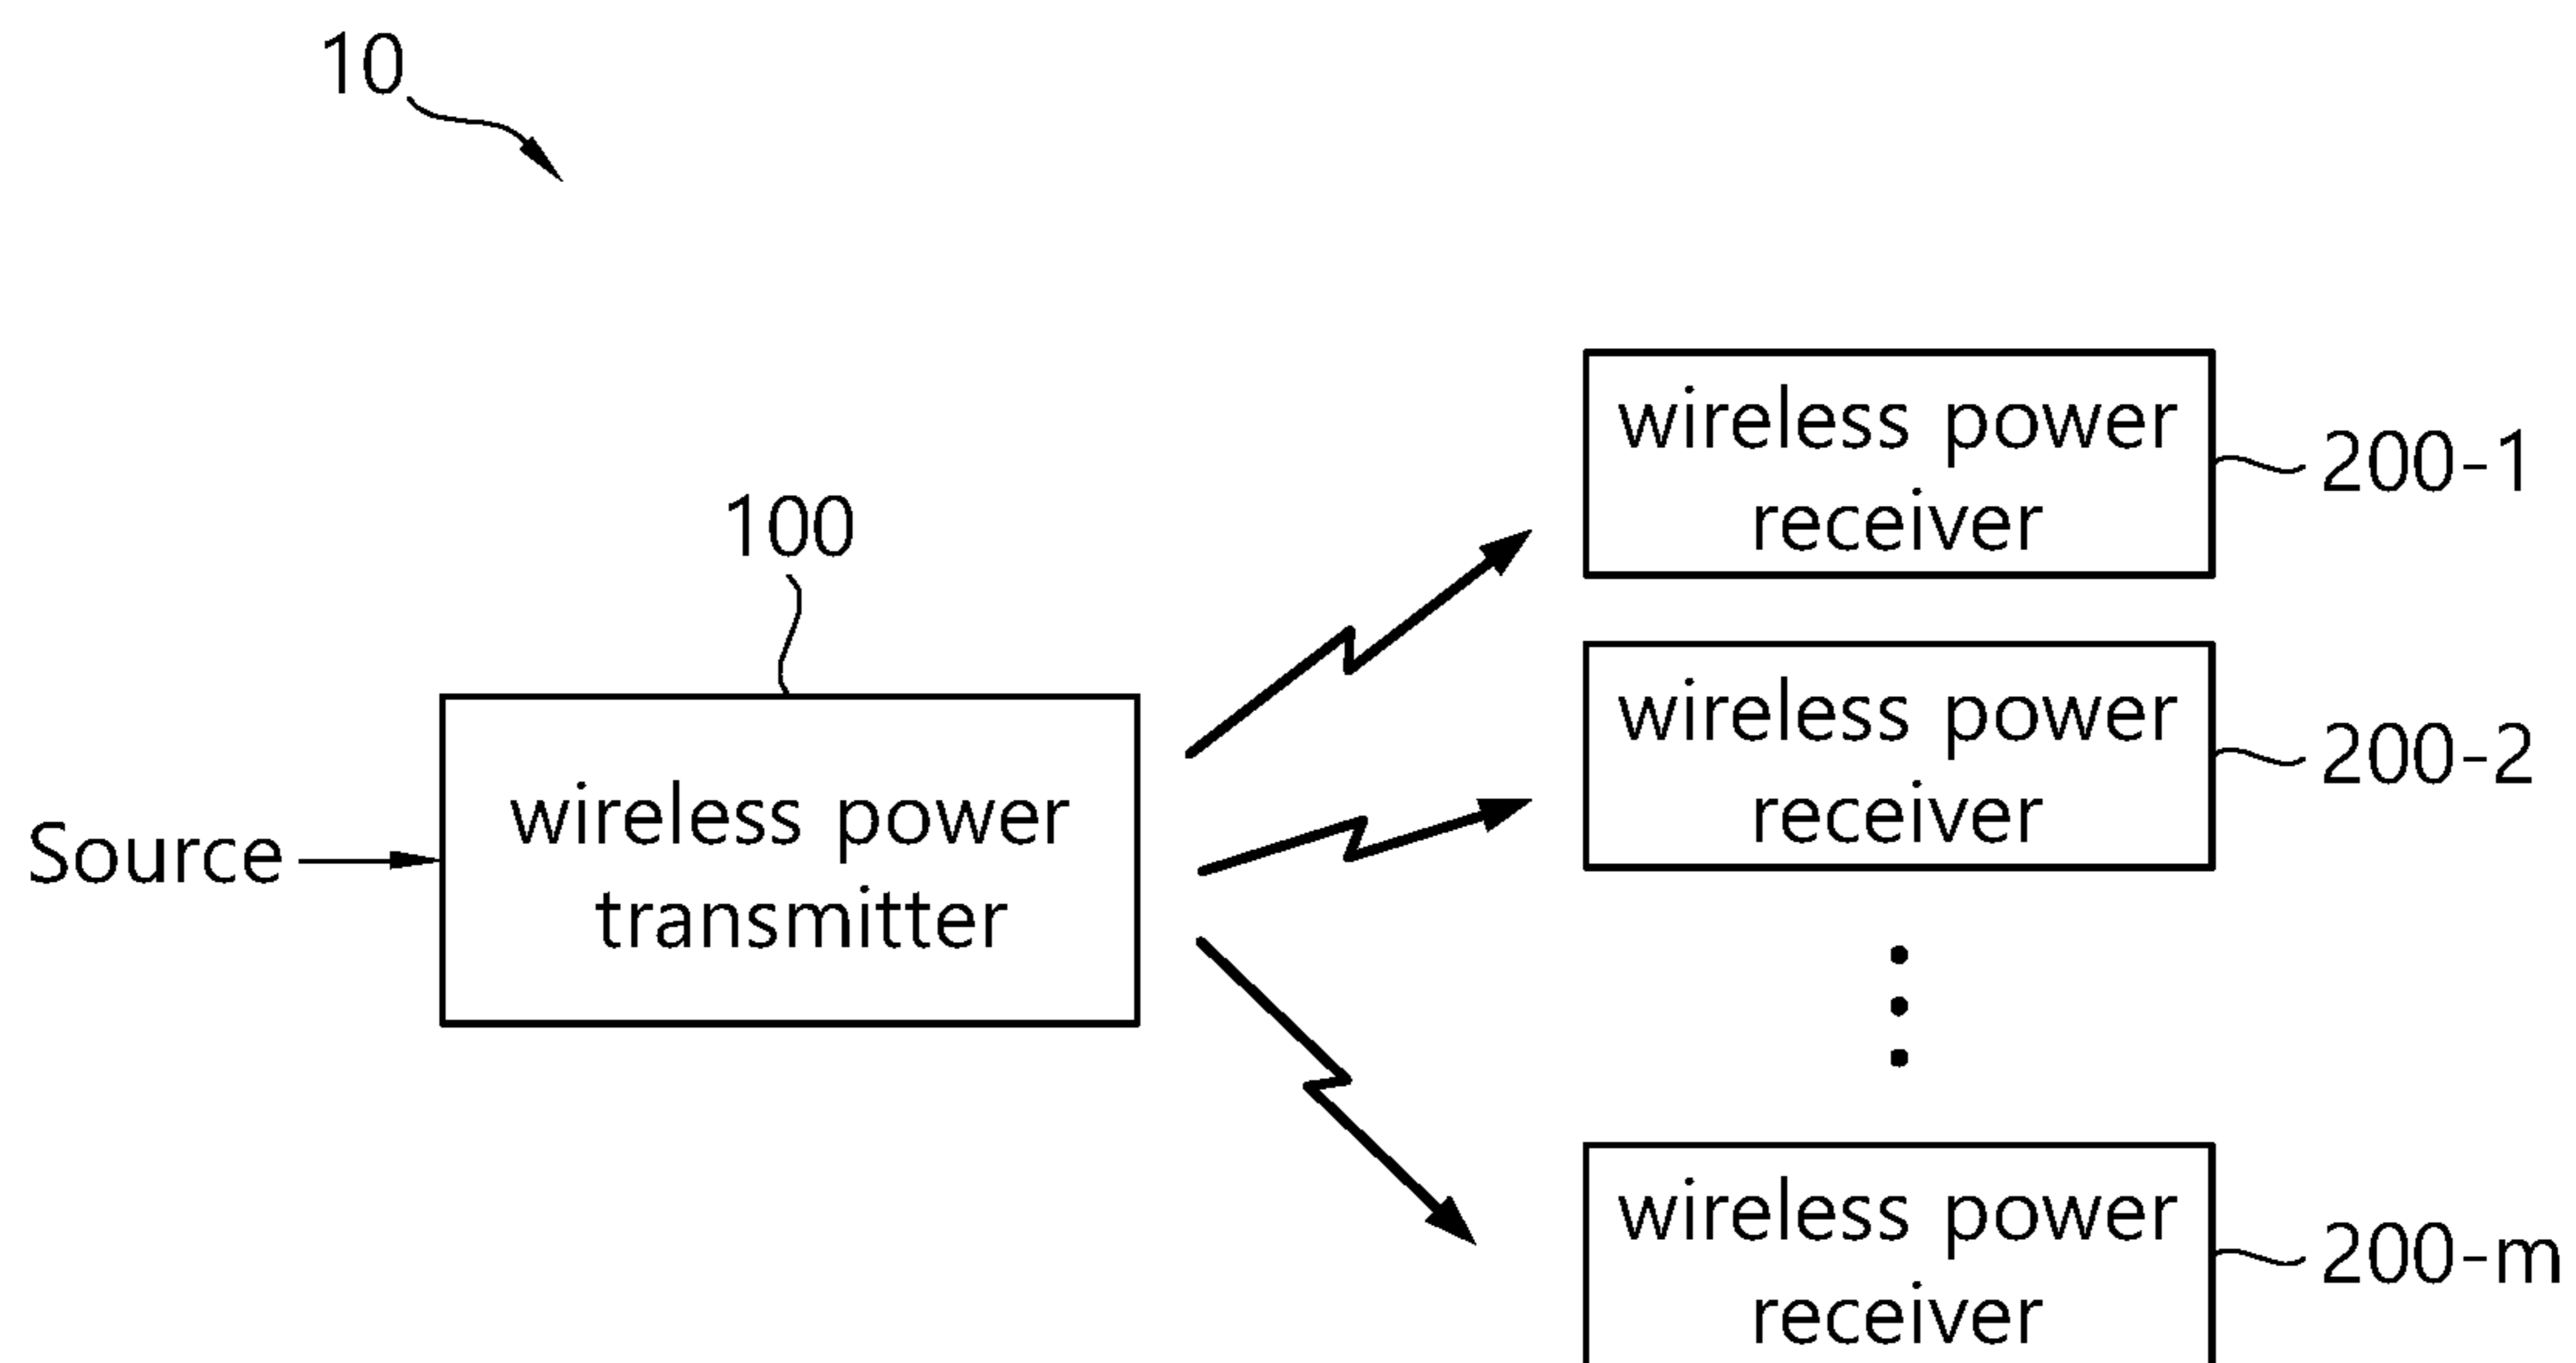 10
100
Source
wireless power
transmitter
wireless power
receiver
200-1
wireless power
receiver
200-2
wireless power
receiver
200-m